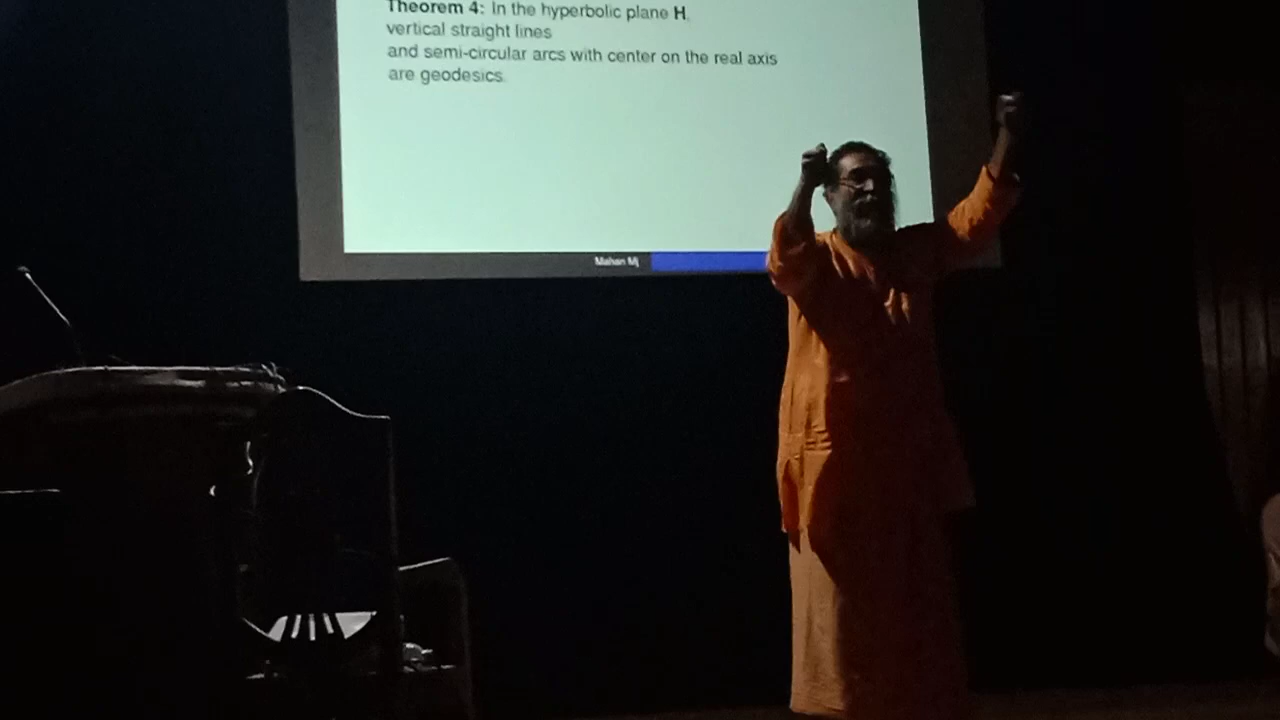 Theorem 4: In the hyperbolic plane H,
vertical straight lines
and semi-circular arcs with center on the real axis
are geodesics.
Mahan Mj